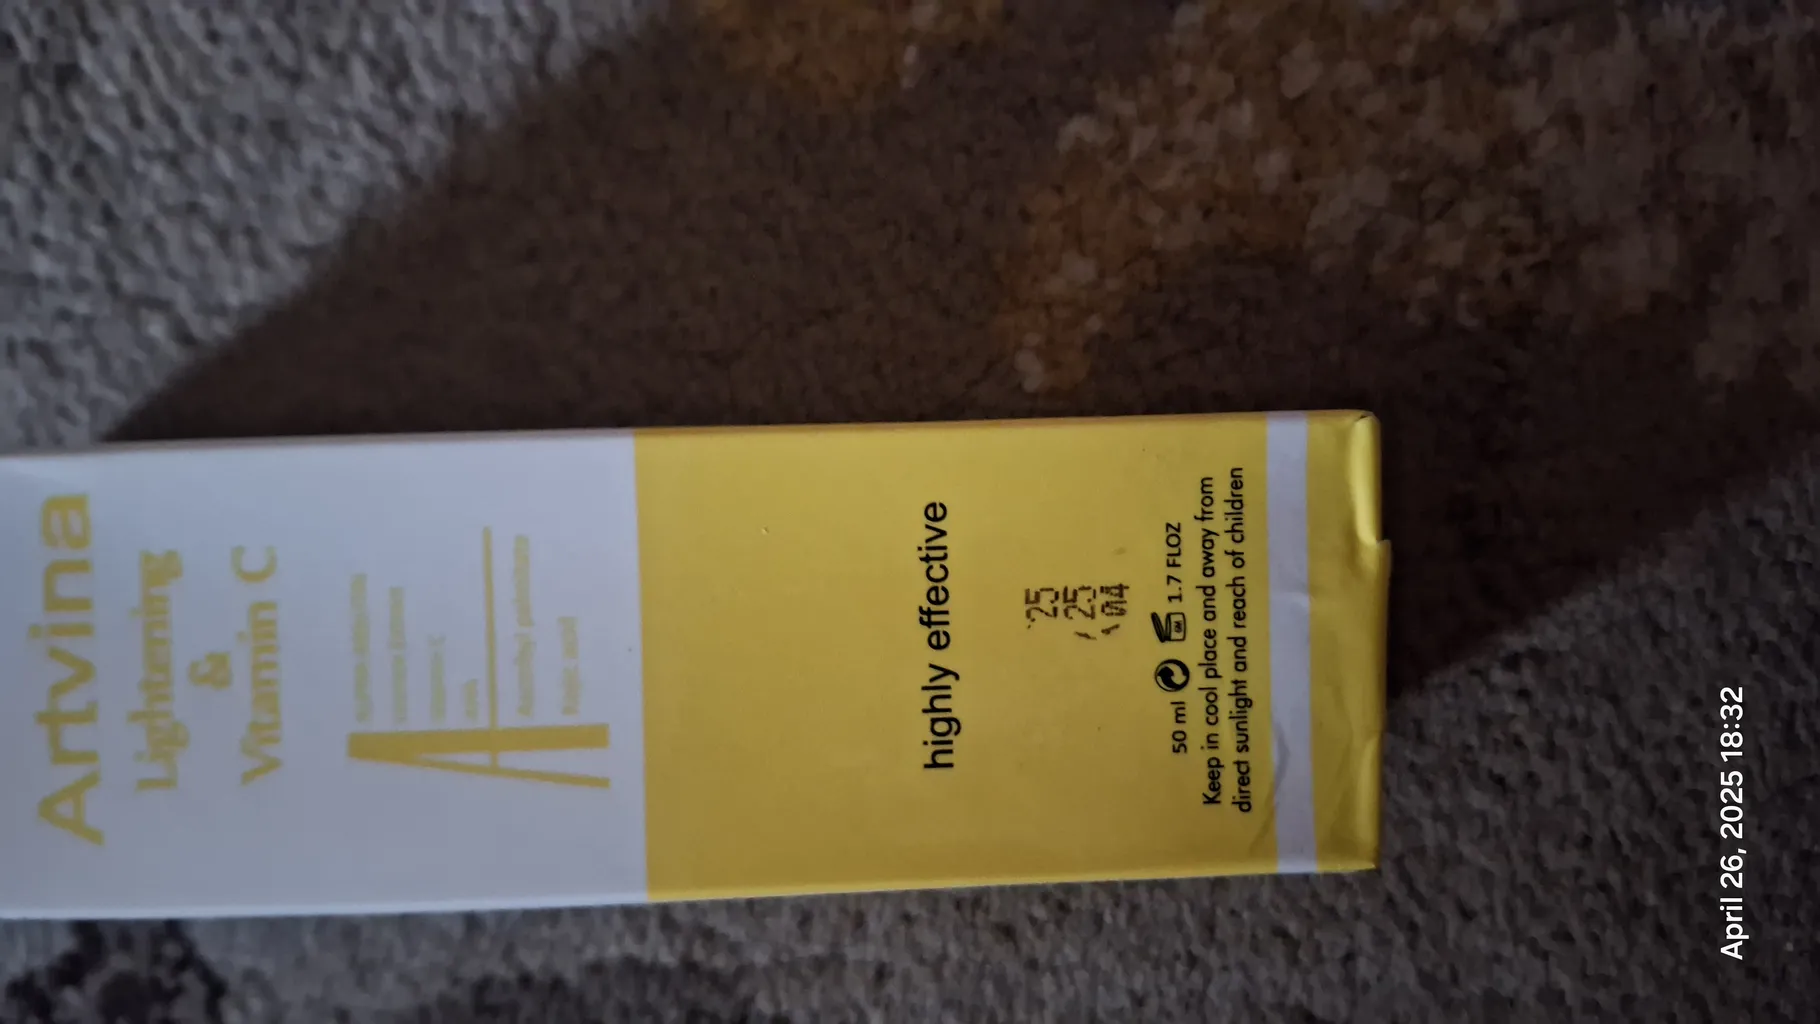 Artvina
Lightening
&
Vitamin C
highly effective
25
25
04
50 ml 6M 1.7 FLOZ
Keep in cool place and away from
direct sunlight and reach of children
April 26, 2025 18:32